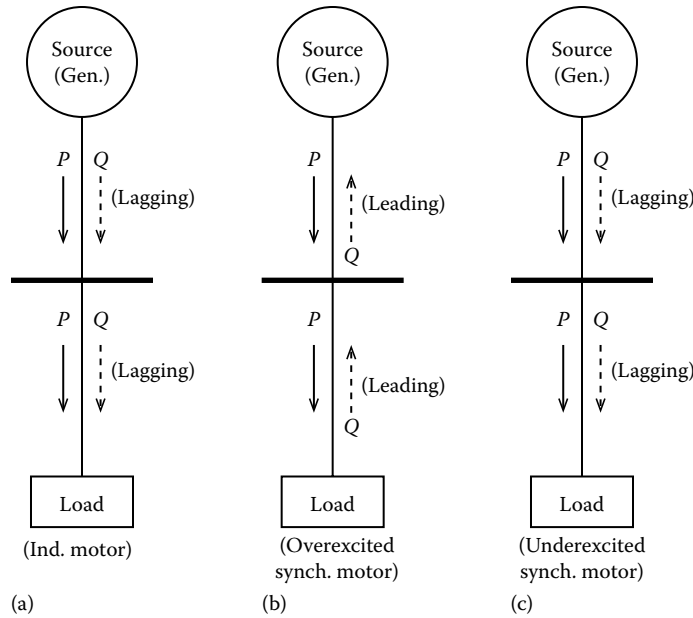 Source
(Gen.)
P Q
(Lagging)
P Q
(Lagging)
Load
(Ind. motor)
(a)
Source
(Gen.)
P
(Leading)
Q
P
(Leading)
Q
Load
(Overexcited
synch. motor)
(b)
Source
(Gen.)
P Q
(Lagging)
P Q
(Lagging)
Load
(Underexcited
synch. motor)
(c)